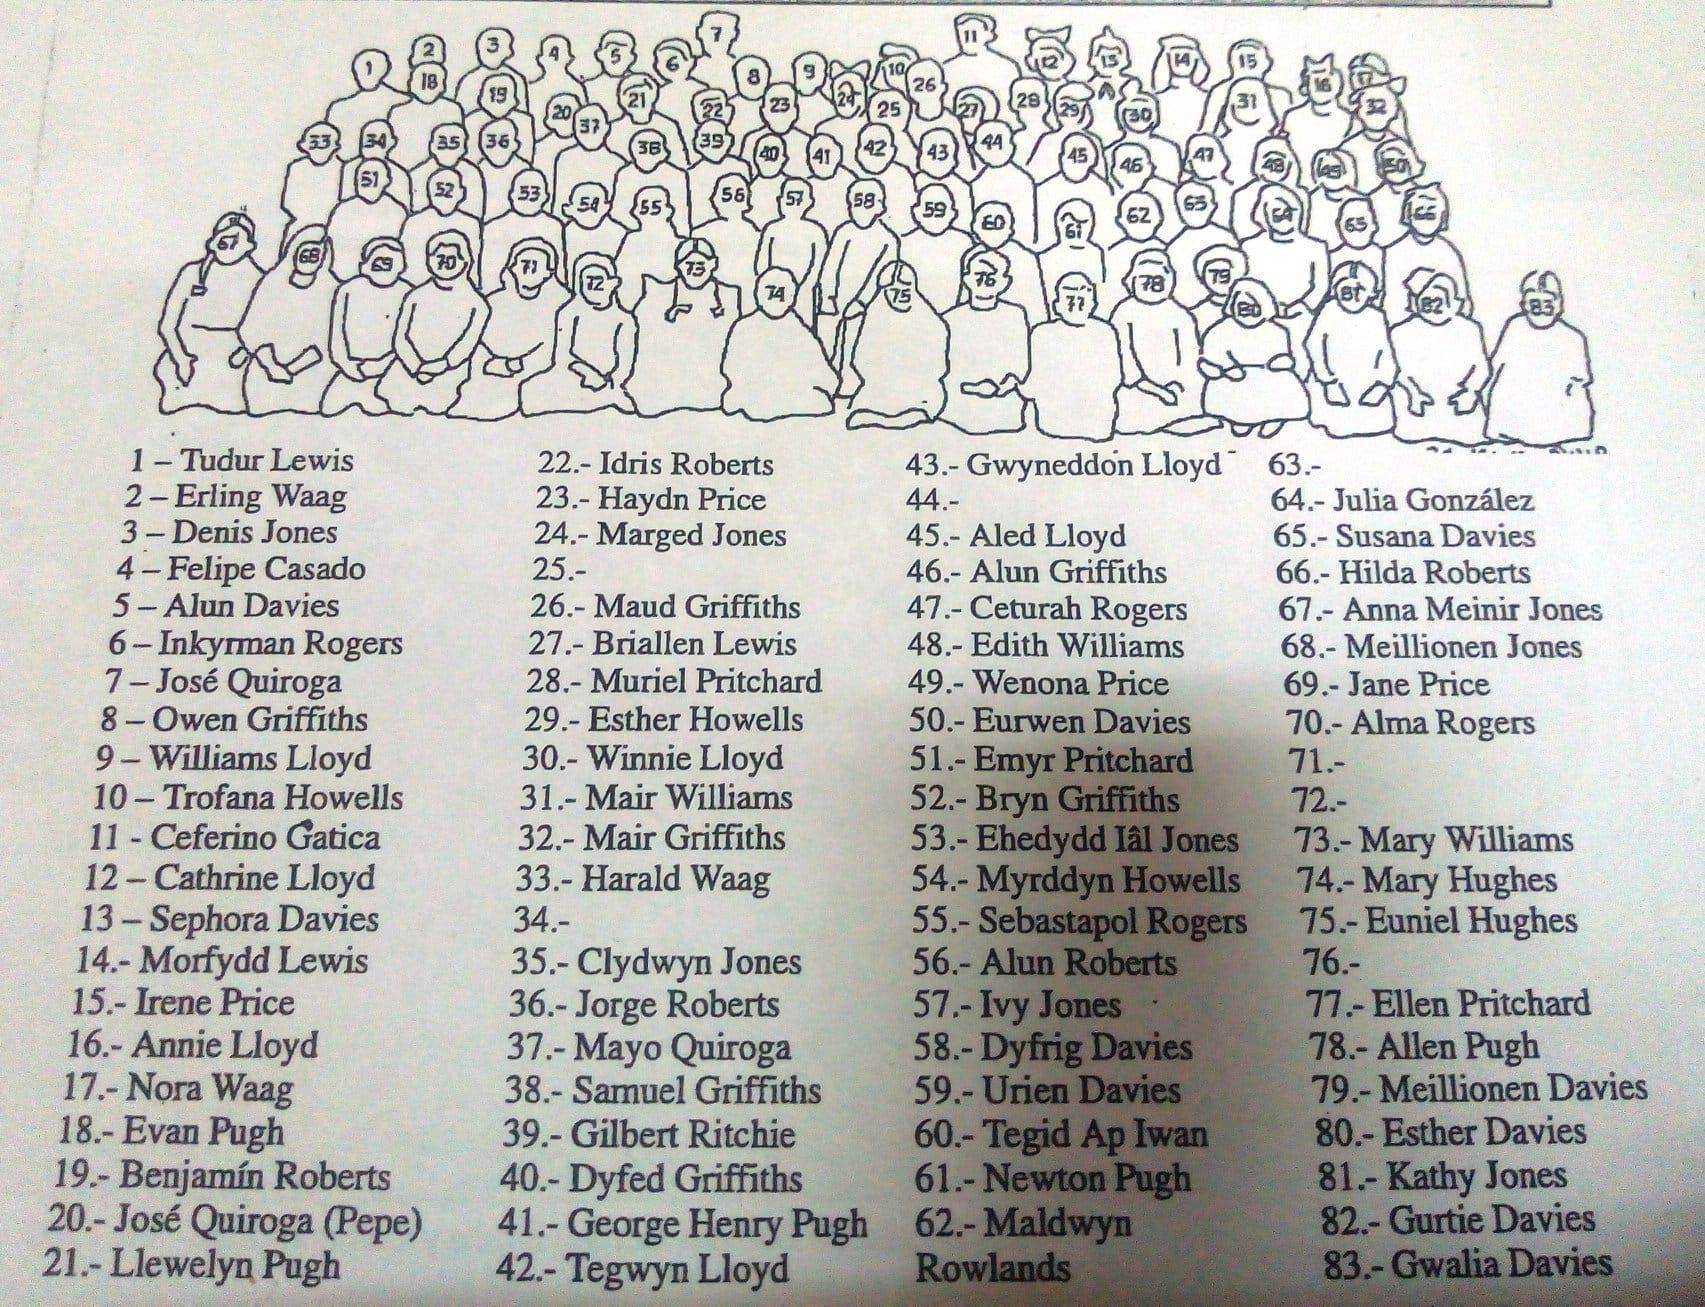 1 – Tudur Lewis
2 – Erling Waag
3 – Denis Jones
4 – Felipe Casado
5 – Alun Davies
6 – Inkyrman Rogers
7 – José Quiroga
8 – Owen Griffiths
9 – Williams Lloyd
10 – Trofana Howells
11 - Ceferino Gatica
12 – Cathrine Lloyd
13 – Sephora Davies
14.- Morfydd Lewis
15.- Irene Price
16.- Annie Lloyd
17.- Nora Waag
18.- Evan Pugh
19.- Benjamín Roberts
20.- José Quiroga (Pepe)
21.- Llewelyn Pugh
22.- Idris Roberts
23.- Haydn Price
24.- Marged Jones
25.-
26.- Maud Griffiths
27.- Briallen Lewis
28.- Muriel Pritchard
29.- Esther Howells
30.- Winnie Lloyd
31.- Mair Williams
32.- Mair Griffiths
33.- Harald Waag
34.-
35.- Clydwyn Jones
36.- Jorge Roberts
37.- Mayo Quiroga
38.- Samuel Griffiths
39.- Gilbert Ritchie
40.- Dyfed Griffiths
41.- George Henry Pugh
42.- Tegwyn Lloyd
43.- Gwyneddon Lloyd
44.-
45.- Aled Lloyd
46.- Alun Griffiths
47.- Ceturah Rogers
48.- Edith Williams
49.- Wenona Price
50.- Eurwen Davies
51.- Emyr Pritchard
52.- Bryn Griffiths
53.- Ehedydd Iâl Jones
54.- Myrddyn Howells
55.- Sebastapol Rogers
56.- Alun Roberts
57.- Ivy Jones
58.- Dyfrig Davies
59.- Urien Davies
60.- Tegid Ap Iwan
61.- Newton Pugh
62.- Maldwyn
Rowlands
63.-
64.- Julia González
65.- Susana Davies
66.- Hilda Roberts
67.- Anna Meinir Jones
68.- Meillionen Jones
69.- Jane Price
70.- Alma Rogers
71.-
72.-
73.- Mary Williams
74.- Mary Hughes
75.- Euniel Hughes
76.-
77.- Ellen Pritchard
78.- Allen Pugh
79.- Meillionen Davies
80.- Esther Davies
81.- Kathy Jones
82.- Gurtie Davies
83.- Gwalia Davies